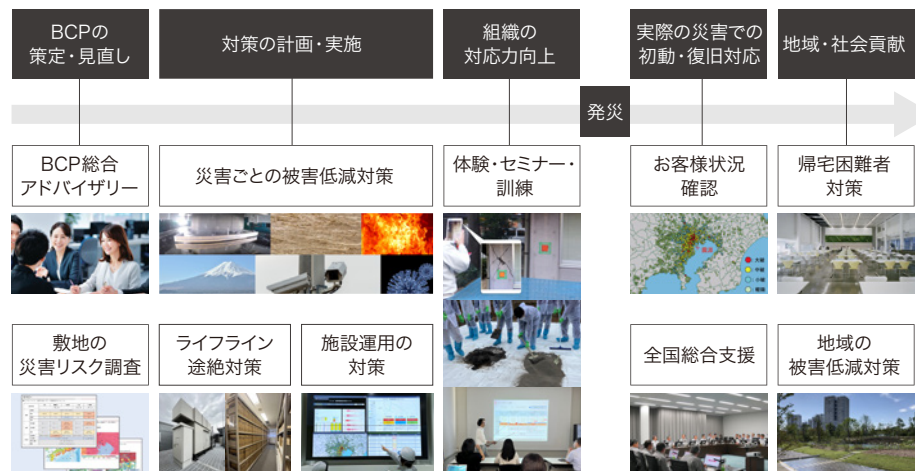 BCPの
策定・見直し
対策の計画・実施
組織の
対応力向上
実際の災害での
初動・復旧対応
地域・社会貢献
発災
BCP総合
アドバイザリー
災害ごとの被害低減対策
体験・セミナー・
訓練
お客様状況
確認
帰宅困難者
対策
敷地の
災害リスク調査
ライフライン
途絶対策
施設運用の
対策
全国総合支援
地域の
被害低減対策